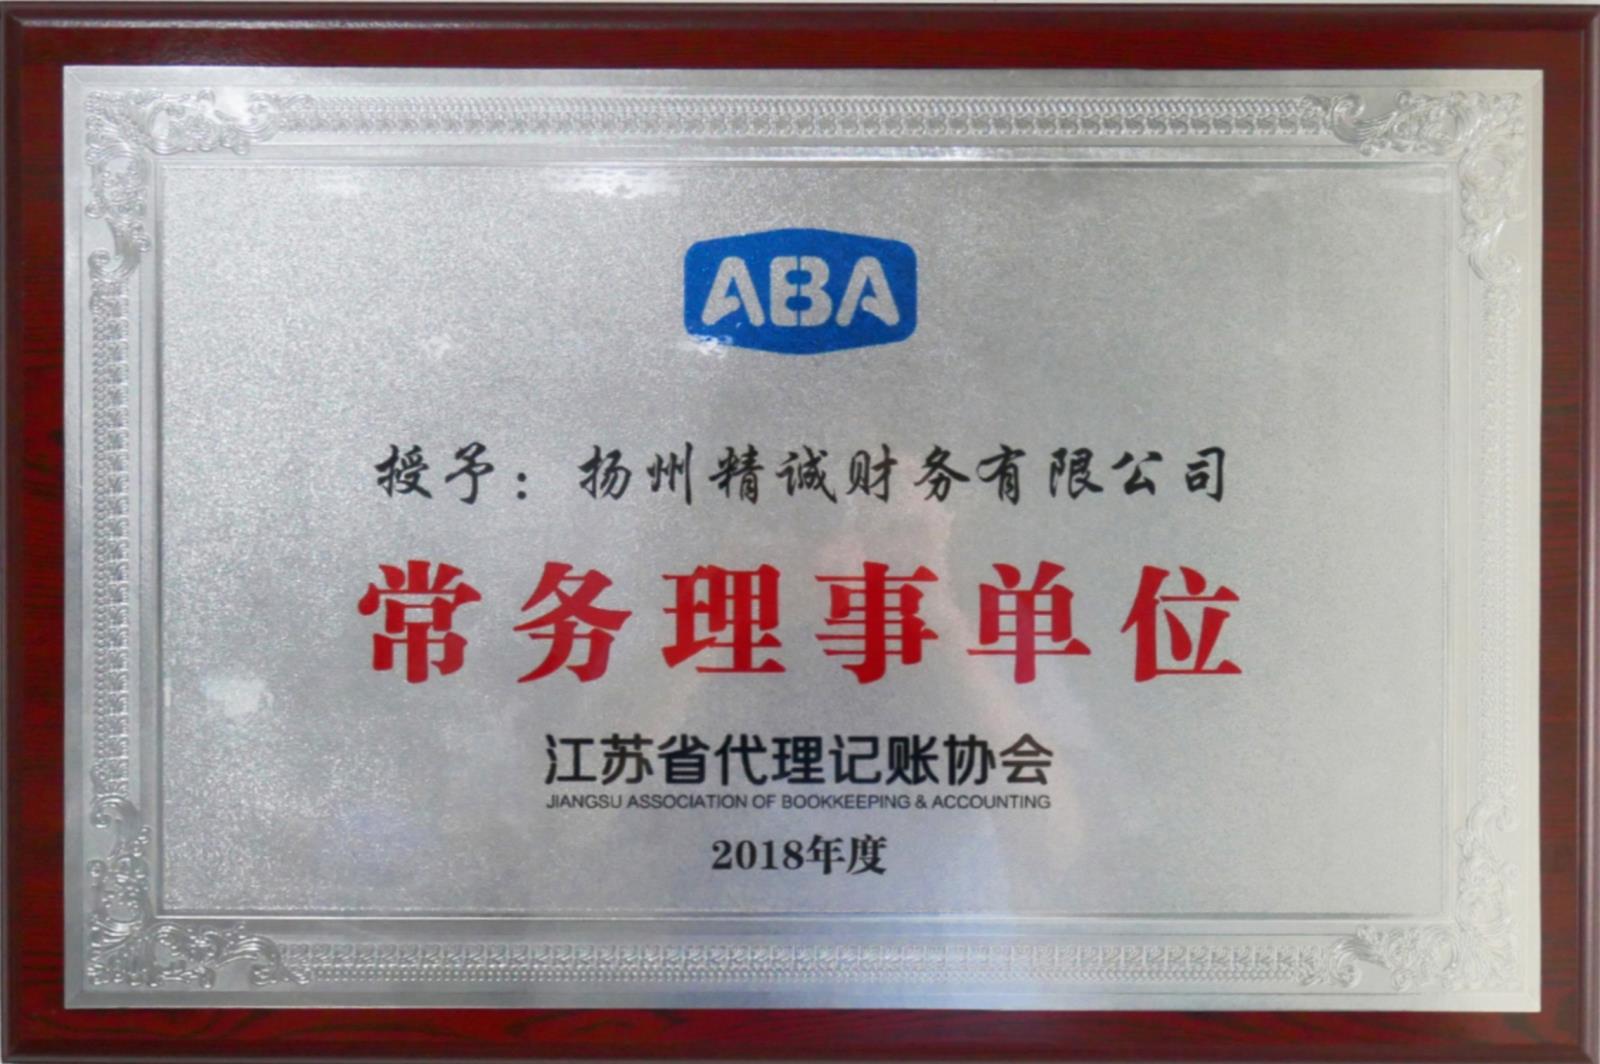 ABA
授予：扬州精诚财务有限公司
常务理事单位
江苏省代理记账协会
JIANGSU ASSOCIATION OF BOOKKEEPING & ACCOUNTING
2018年度